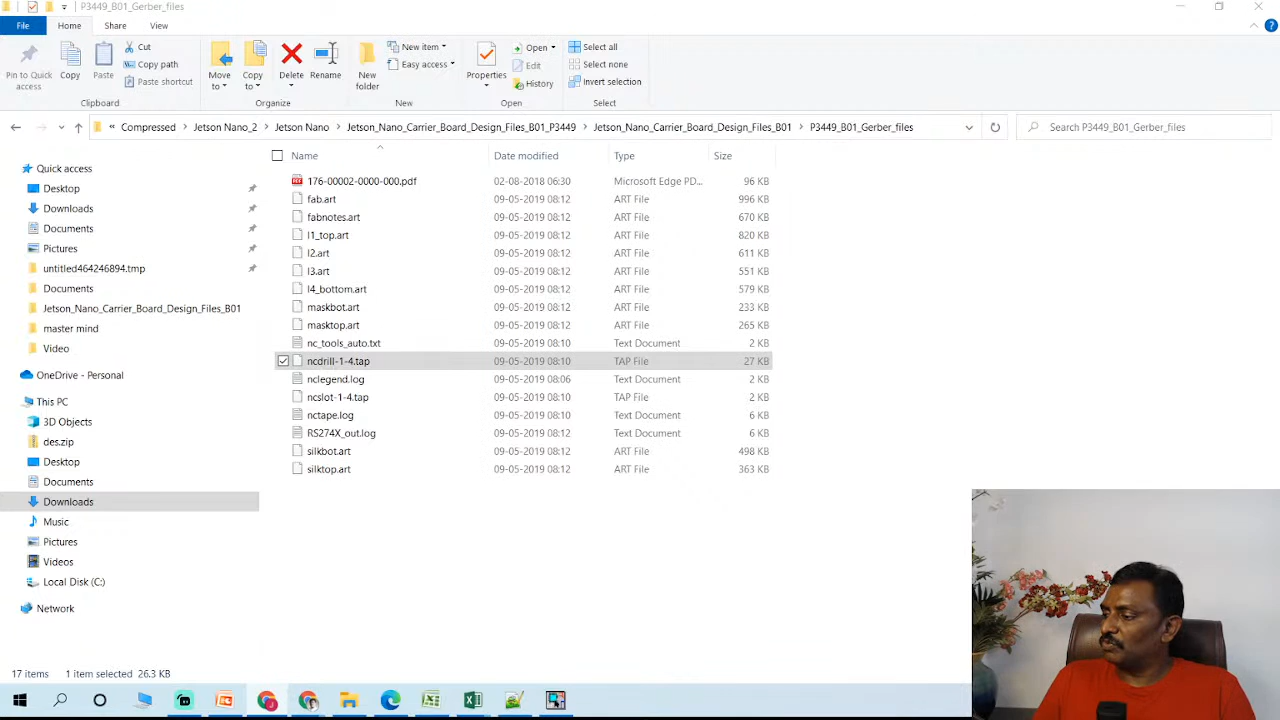 P3449_B01_Gerber_files
File Home Share View
Pin to Quick access
Copy
Paste
Cut
Copy path
Paste shortcut
Clipboard
Move to
Copy to
Delete
Rename
Organize
New folder
New item
Easy access
New
Properties
Open
Edit
History
Open
Select all
Select none
Invert selection
Select
« Compressed > Jetson Nano_2 > Jetson Nano > Jetson_Nano_Carrier_Board_Design_Files_B01_P3449 > Jetson_Nano_Carrier_Board_Design_Files_B01 > P3449_B01_Gerber_files
Search P3449_B01_Gerber_files
Quick access
Desktop
Downloads
Documents
Pictures
untitled464246894.tmp
Documents
Jetson_Nano_Carrier_Board_Design_Files_B01
master mind
Video
OneDrive - Personal
This PC
3D Objects
des.zip
Desktop
Documents
Downloads
Music
Pictures
Videos
Local Disk (C:)
Network
Name Date modified Type Size
176-00002-0000-000.pdf 02-08-2018 06:30 Microsoft Edge PD... 96 KB
fab.art 09-05-2019 08:12 ART File 996 KB
fabnotes.art 09-05-2019 08:12 ART File 670 KB
l1_top.art 09-05-2019 08:12 ART File 820 KB
l2.art 09-05-2019 08:12 ART File 611 KB
l3.art 09-05-2019 08:12 ART File 551 KB
l4_bottom.art 09-05-2019 08:12 ART File 579 KB
maskbot.art 09-05-2019 08:12 ART File 233 KB
masktop.art 09-05-2019 08:12 ART File 265 KB
nc_tools_auto.txt 09-05-2019 08:10 Text Document 2 KB
ncdrill-1-4.tap 09-05-2019 08:10 TAP File 27 KB
nclegend.log 09-05-2019 08:06 Text Document 2 KB
ncslot-1-4.tap 09-05-2019 08:10 TAP File 2 KB
nctape.log 09-05-2019 08:10 Text Document 6 KB
RS274X_out.log 09-05-2019 08:12 Text Document 6 KB
silkbot.art 09-05-2019 08:12 ART File 498 KB
silktop.art 09-05-2019 08:12 ART File 363 KB
17 items 1 item selected 26.3 KB